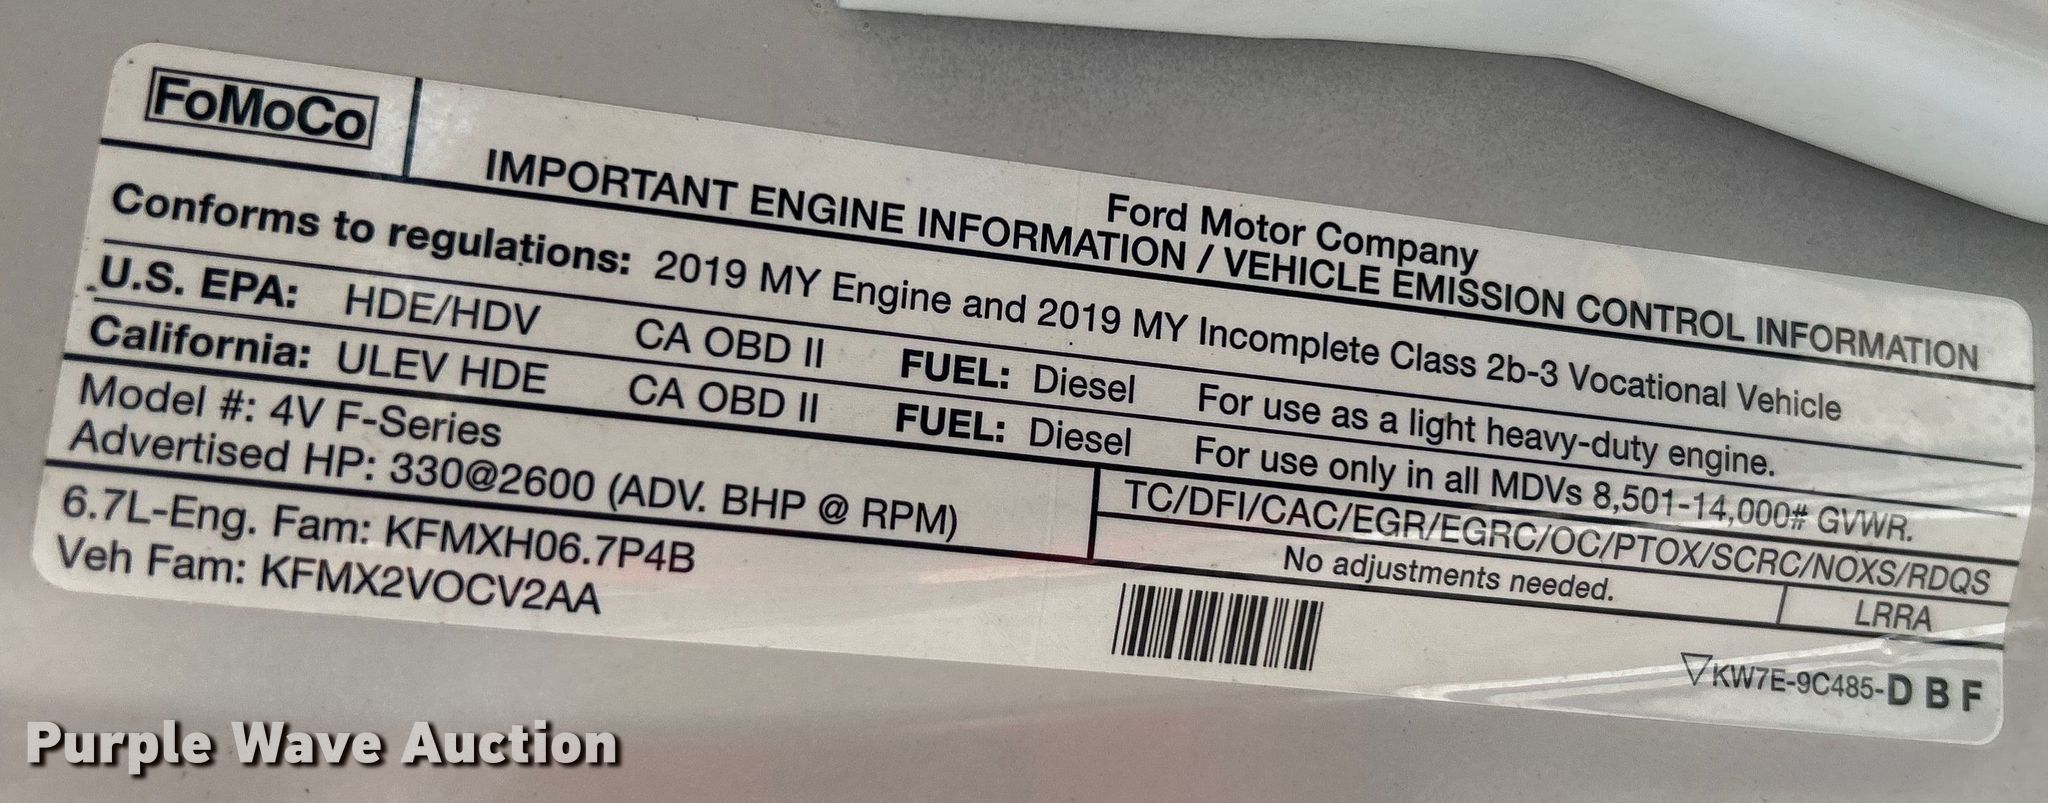 FoMoCo
Ford Motor Company
IMPORTANT ENGINE INFORMATION / VEHICLE EMISSION CONTROL INFORMATION
Conforms to regulations: 2019 MY Engine and 2019 MY Incomplete Class 2b-3 Vocational Vehicle
U.S. EPA: HDE/HDV CA OBD II FUEL: Diesel For use as a light heavy-duty engine.
California: ULEV HDE CA OBD II FUEL: Diesel For use only in all MDVs 8,501-14,000# GVWR.
Model #: 4V F-Series
Advertised HP: 330@2600 (ADV. BHP @ RPM)
TC/DFI/CAC/EGR/EGRC/OC/PTOX/SCRC/NOXS/RDQS
No adjustments needed.
LRRA
6.7L-Eng. Fam: KFMXH06.7P4B
Veh Fam: KFMX2VOCV2AA
▽KW7E-9C485-D B F
Purple Wave Auction